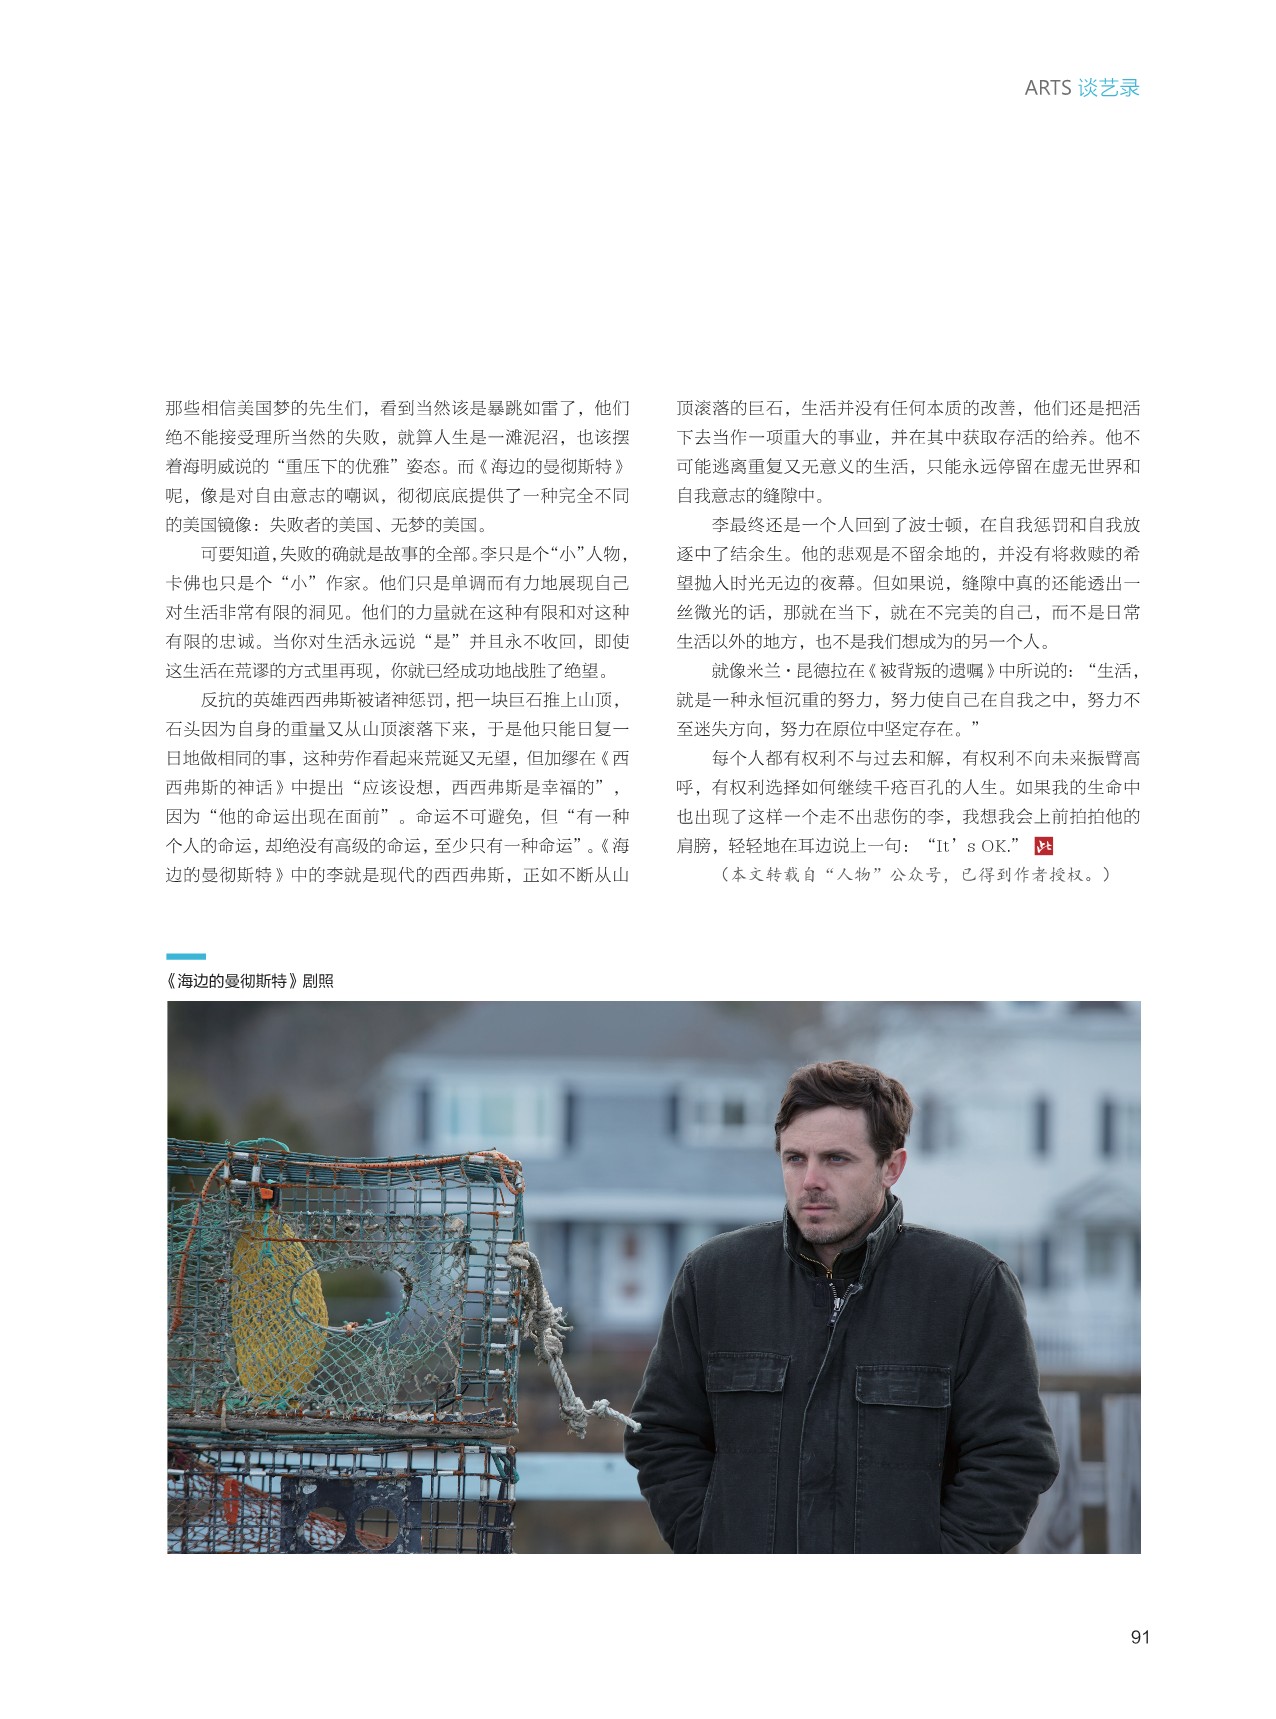 ARTS 谈艺录
那些相信美国梦的先生们，看到当然该是暴跳如雷了，他们
绝不能接受理所当然的失败，就算人生是一滩泥沼，也该摆
着海明威说的“重压下的优雅”姿态。而《海边的曼彻斯特》
呢，像是对自由意志的嘲讽，彻彻底底提供了一种完全不同
的美国镜像：失败者的美国、无梦的美国。
可要知道，失败的确就是故事的全部。李只是个“小”人物，
卡佛也只是个“小”作家。他们只是单调而有力地展现自己
对生活非常有限的洞见。他们的力量就在这种有限和对这种
有限的忠诚。当你对生活永远说“是”并且永不收回，即使
这生活在荒谬的方式里再现，你就已经成功地战胜了绝望。
反抗的英雄西西弗斯被诸神惩罚，把一块巨石推上山顶，
石头因为自身的重量又从山顶滚落下来，于是他只能日复一
日地做相同的事，这种劳作看起来荒诞又无望，但加缪在《西
西弗斯的神话》中提出“应该设想，西西弗斯是幸福的”，
因为“他的命运出现在面前”。命运不可避免，但“有一种
个人的命运，却绝没有高级的命运，至少只有一种命运”。《海
边的曼彻斯特》中的李就是现代的西西弗斯，正如不断从山
顶滚落的巨石，生活并没有任何本质的改善，他们还是把活
下去当作一项重大的事业，并在其中获取存活的给养。他不
可能逃离重复又无意义的生活，只能永远停留在虚无世界和
自我意志的缝隙中。
李最终还是一个人回到了波士顿，在自我惩罚和自我放
逐中了结余生。他的悲观是不留余地的，并没有将救赎的希
望抛入时光无边的夜幕。但如果说，缝隙中真的还能透出一
丝微光的话，那就在当下，就在不完美的自己，而不是日常
生活以外的地方，也不是我们想成为的另一个人。
就像米兰·昆德拉在《被背叛的遗嘱》中所说的：“生活，
就是一种永恒沉重的努力，努力使自己在自我之中，努力不
至迷失方向，努力在原位中坚定存在。”
每个人都有权利不与过去和解，有权利不向未来振臂高
呼，有权利选择如何继续千疮百孔的人生。如果我的生命中
也出现了这样一个走不出悲伤的李，我想我会上前拍拍他的
肩膀，轻轻地在耳边说上一句：“It’s OK.”
（本文转载自“人物”公众号，已得到作者授权。）
《海边的曼彻斯特》剧照
91